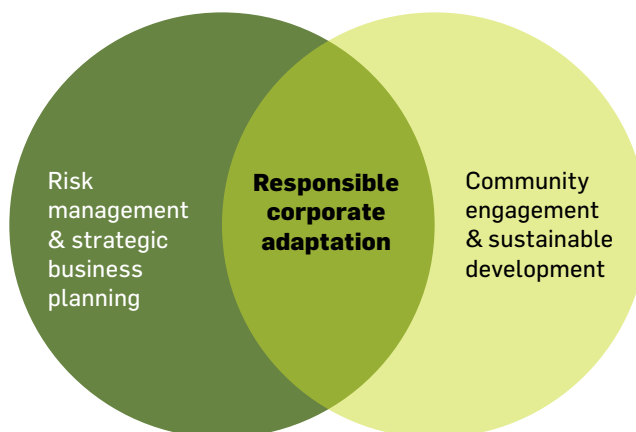 Risk
management
& strategic
business
planning
Responsible
corporate
adaptation
Community
engagement
& sustainable
development